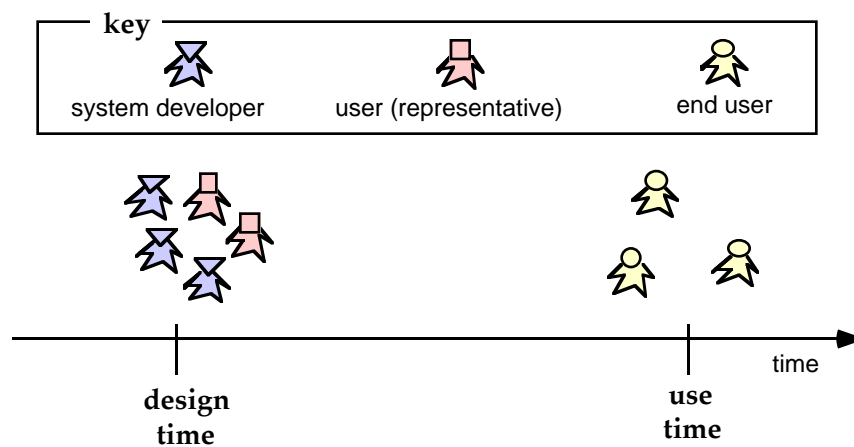 key
system developer
user (representative)
end user
time
design
time
use
time